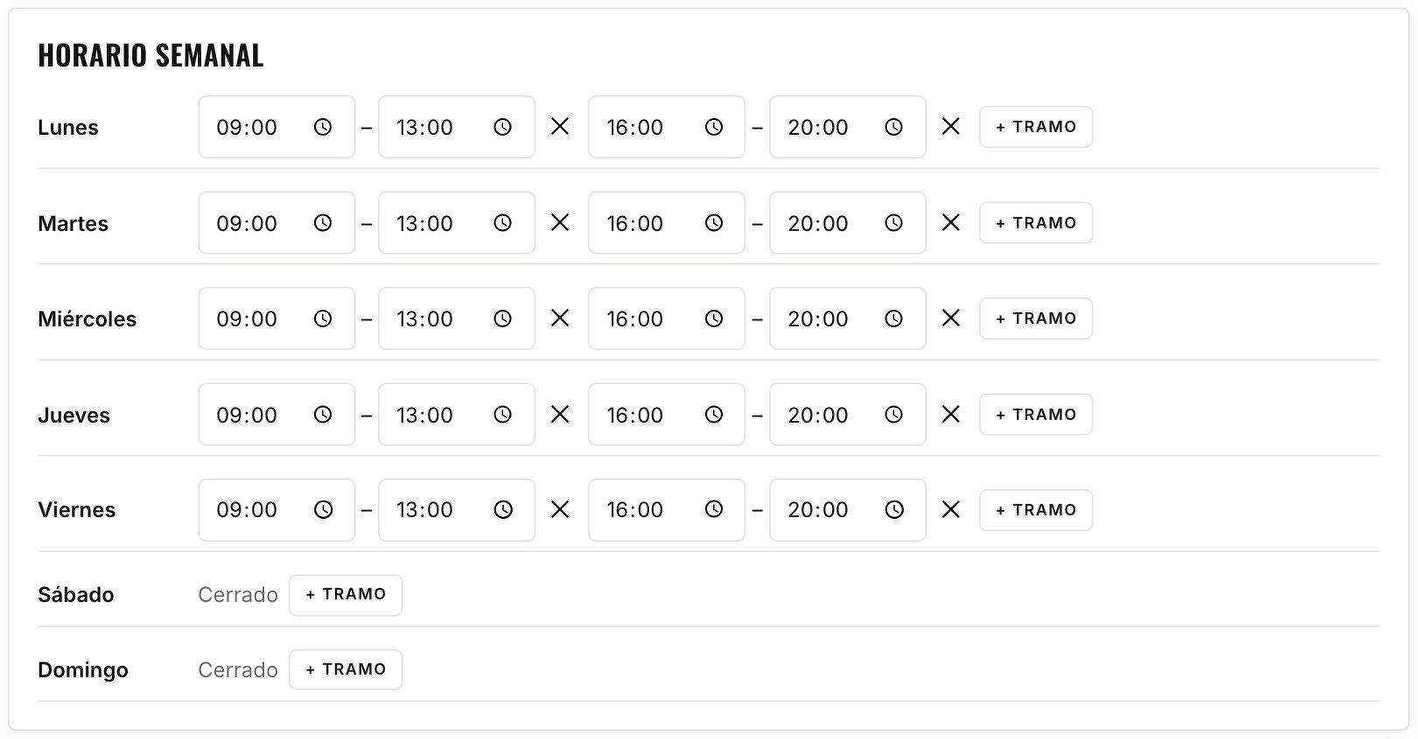 HORARIO SEMANAL
Lunes 09:00 – 13:00 16:00 – 20:00 + TRAMO
Martes 09:00 – 13:00 16:00 – 20:00 + TRAMO
Miércoles 09:00 – 13:00 16:00 – 20:00 + TRAMO
Jueves 09:00 – 13:00 16:00 – 20:00 + TRAMO
Viernes 09:00 – 13:00 16:00 – 20:00 + TRAMO
Sábado Cerrado + TRAMO
Domingo Cerrado + TRAMO